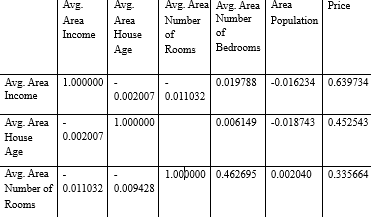 Avg. Avg. Avg. Area Avg. Area Area Price
Area Area Number Number Population
Income House of of
Age Rooms Bedrooms
Avg. Area 1.000000 - - 0.019788 -0.016234 0.639734
Income 0.002007 0.011032
Avg. Area - 1.000000 0.006149 -0.018743 0.452543
House 0.002007
Age
Avg. Area - - 1.000000 0.462695 0.002040 0.335664
Number of 0.011032 0.009428
Rooms